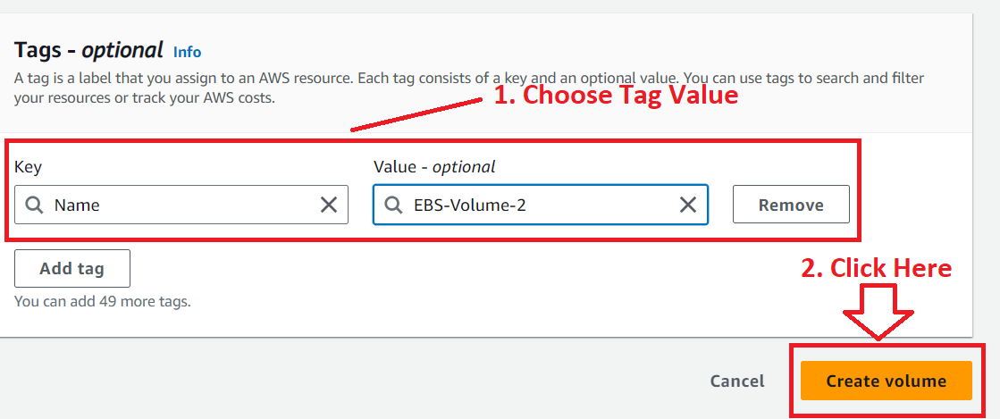 Tags - optional Info
A tag is a label that you assign to an AWS resource. Each tag consists of a key and an optional value. You can use tags to search and filter
your resources or track your AWS costs.
1. Choose Tag Value
Key
Value - optional
Name
EBS-Volume-2
Remove
Add tag
2. Click Here
You can add 49 more tags.
Cancel
Create volume